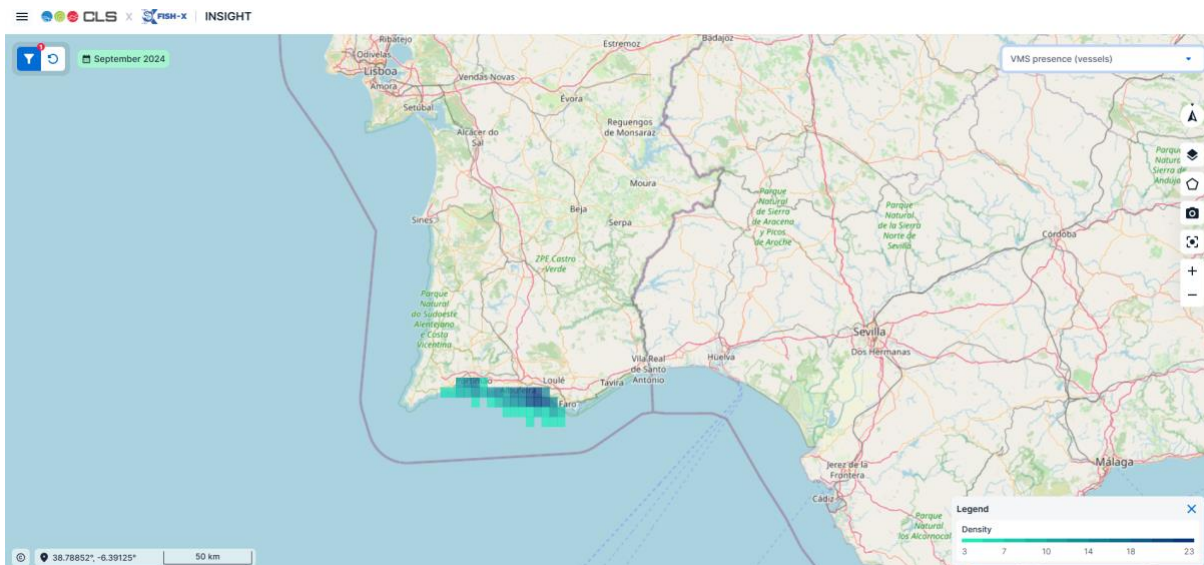 CLS x FISH-X | INSIGHT
1
September 2024
VMS presence (vessels)
Ribatejo
Estremoz
Badajoz
Odivelas
Lisboa
Vendas Novas
Amora
Setúbal
Évora
Reguengos
de Monsaraz
Alcácer do
Sal
Moura
Beja
Serpa
Sines
ZPE Castro
Verde
Parque
Natural
de Sierra
de Aracena
y Picos
de Aroche
Parque
Natural
de la Sierra
Norte de
Sevilla
Córdoba
Parque
Natural
do Sudoeste
Alentejano
e Costa
Vicentina
Sevilla
Dos Hermanas
Vila Real
de Santo
António
Huelva
Loulé
Tavira
Faro
Jerez de la
Frontera
Cádiz
Málaga
Parque
Natural
los Alcornocal
Legend
Density
3 7 10 14 18 23
© 38.78852°, -6.39125° 50 km